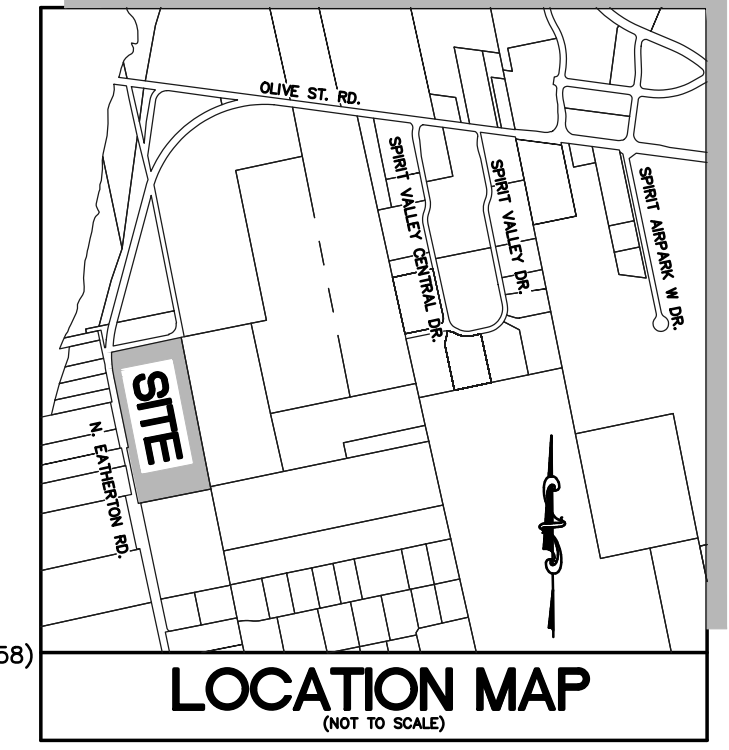 OLIVE ST. RD.
SPIRIT VALLEY CENTRAL DR.
SPIRIT VALLEY DR.
SPIRIT AIRPARK W DR.
SITE
N. EATHERTON RD.
58)
LOCATION MAP
(NOT TO SCALE)